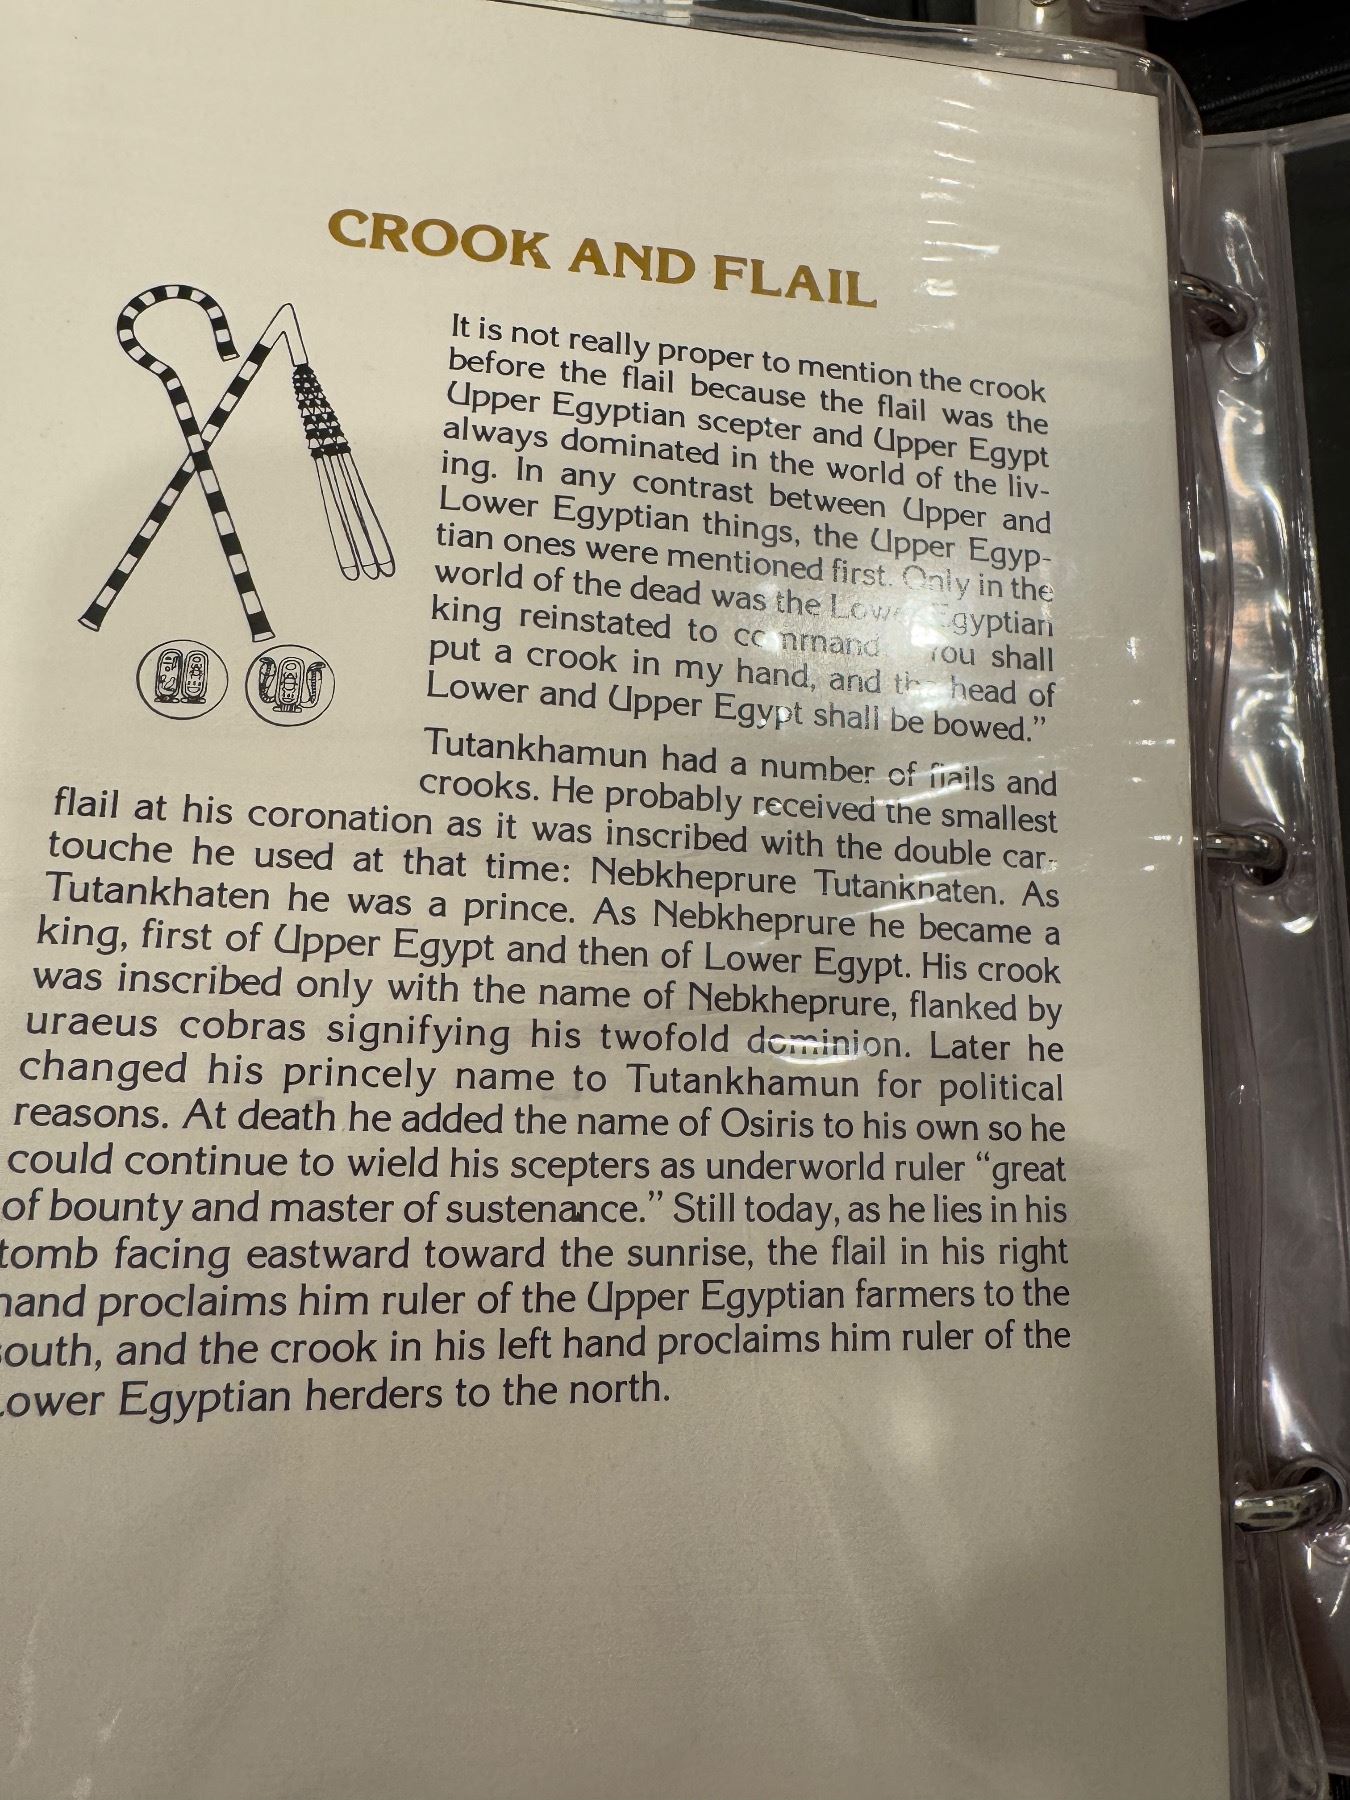 CROOK AND FLAIL
It is not really proper to mention the crook
before the flail because the flail was the
Upper Egyptian scepter and Upper Egypt
always dominated in the world of the liv-
ing. In any contrast between Upper and
Lower Egyptian things, the Upper Egyp-
tian ones were mentioned first. Only in the
world of the dead was the Lower Egyptian
king reinstated to command. You shall
put a crook in my hand, and the head of
Lower and Upper Egypt shall be bowed.”
Tutankhamun had a number of flails and
crooks. He probably received the smallest
flail at his coronation as it was inscribed with the double car-
touche he used at that time: Nebkheprure Tutankhaten. As
Tutankhaten he was a prince. As Nebkheprure he became a
king, first of Upper Egypt and then of Lower Egypt. His crook
was inscribed only with the name of Nebkheprure, flanked by
uraeus cobras signifying his twofold dominion. Later he
changed his princely name to Tutankhamun for political
reasons. At death he added the name of Osiris to his own so he
could continue to wield his scepters as underworld ruler “great
of bounty and master of sustenance.” Still today, as he lies in his
tomb facing eastward toward the sunrise, the flail in his right
hand proclaims him ruler of the Upper Egyptian farmers to the
south, and the crook in his left hand proclaims him ruler of the
Lower Egyptian herders to the north.